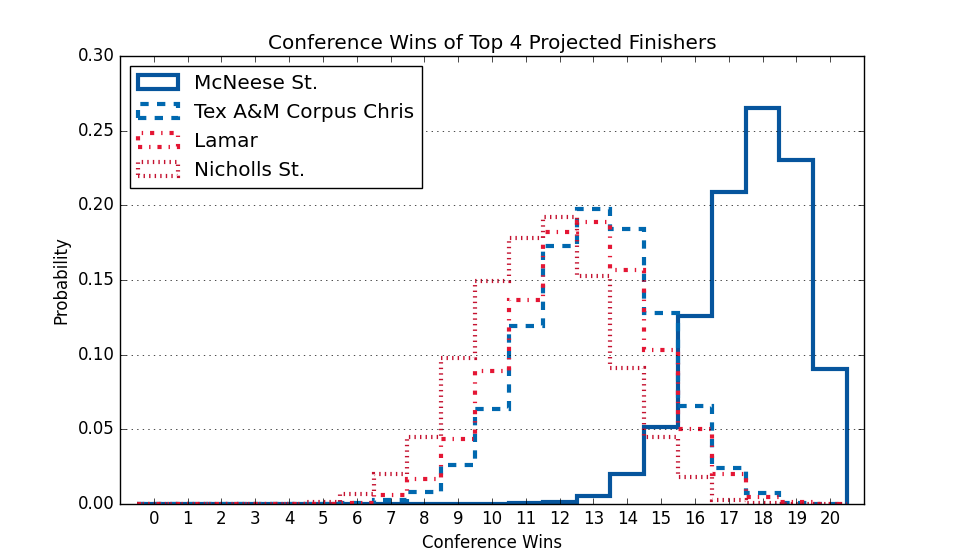 Conference Wins of Top 4 Projected Finishers
0.30
0.25
0.20
0.15
0.10
0.05
0.00
Probability
McNeese St.
Tex A&M Corpus Chris
Lamar
Nicholls St.
0 1 2 3 4 5 6 7 8 9 10 11 12 13 14 15 16 17 18 19 20
Conference Wins